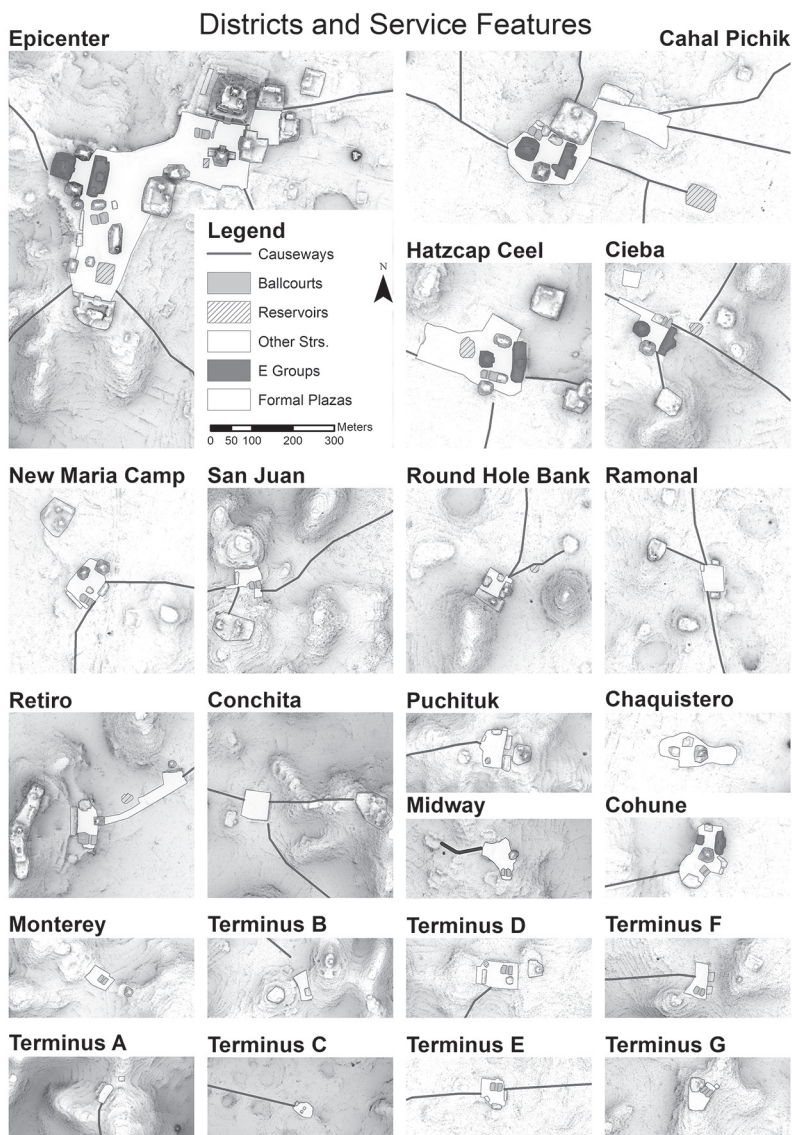 Districts and Service Features
Epicenter
Cahal Pichik
Legend
Causeways
Ballcourts
Reservoirs
Other Strs.
E Groups
Formal Plazas
Meters
0 50 100 200 300
N
Hatzcap Ceel
Cieba
New Maria Camp
San Juan
Round Hole Bank
Ramonal
Retiro
Conchita
Puchituk
Chaquistero
Midway
Cohune
Monterey
Terminus B
Terminus D
Terminus F
Terminus A
Terminus C
Terminus E
Terminus G